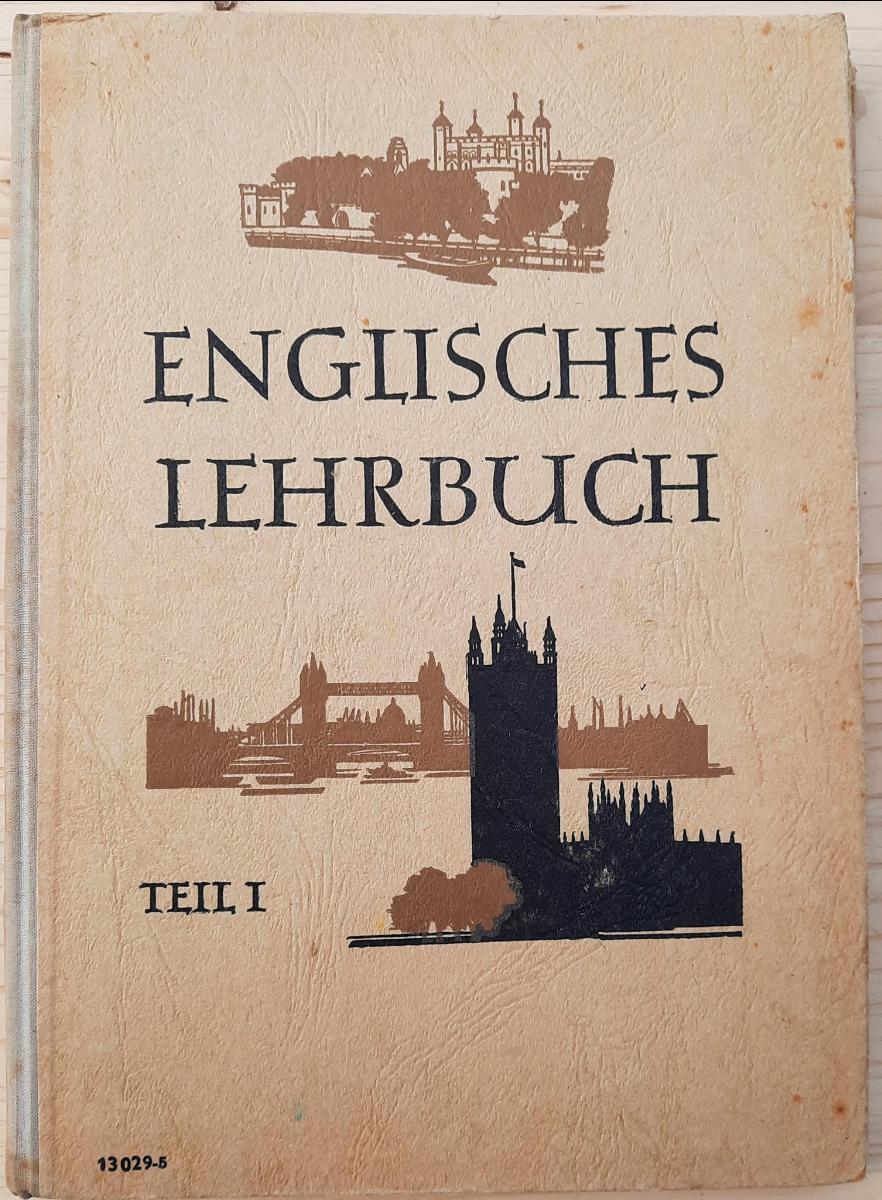 ENGLISCHES
LEHRBUCH
TEIL I
13029-5